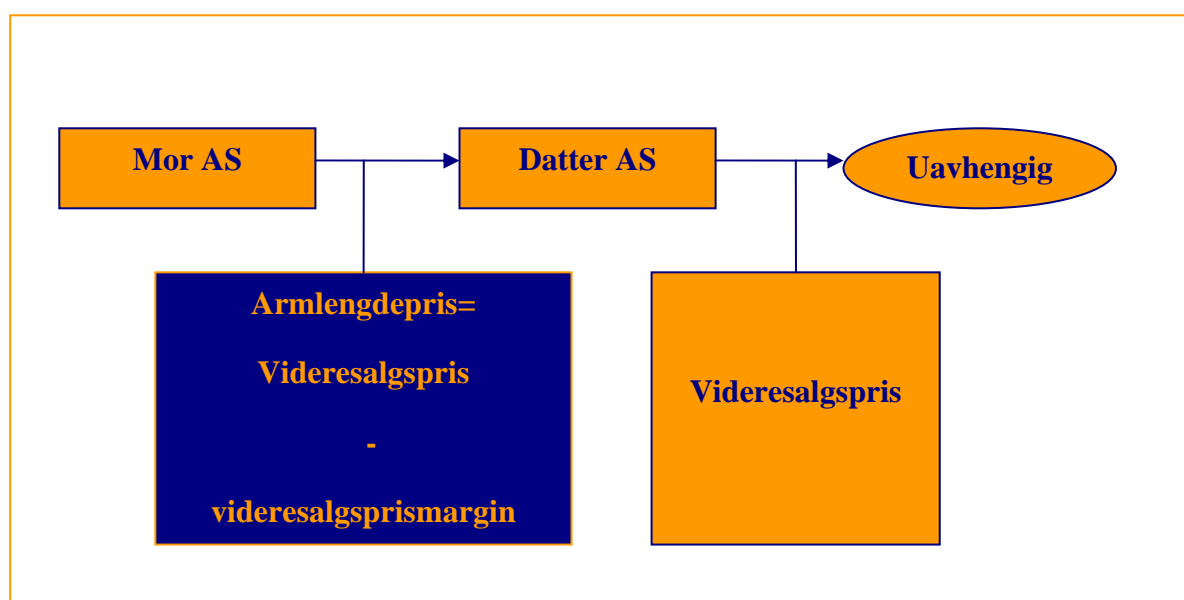 Mor AS
Datter AS
Uavhengig
Armlengdepris=
Videresalgspris
-
videresalgsprismargin
Videresalgspris